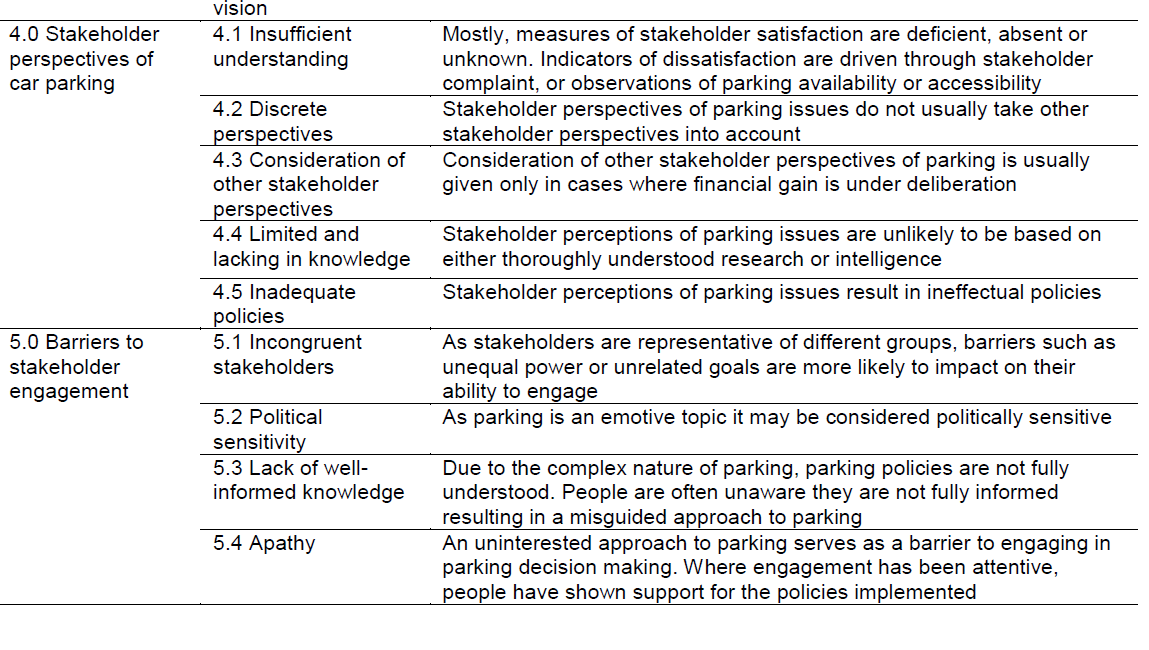 vision
4.0 Stakeholder perspectives of car parking
4.1 Insufficient understanding
Mostly, measures of stakeholder satisfaction are deficient, absent or
unknown. Indicators of dissatisfaction are driven through stakeholder
complaint, or observations of parking availability or accessibility
4.2 Discrete perspectives
Stakeholder perspectives of parking issues do not usually take other
stakeholder perspectives into account
4.3 Consideration of other stakeholder perspectives
Consideration of other stakeholder perspectives of parking is usually
given only in cases where financial gain is under deliberation
4.4 Limited and lacking in knowledge
Stakeholder perceptions of parking issues are unlikely to be based on
either thoroughly understood research or intelligence
4.5 Inadequate policies
Stakeholder perceptions of parking issues result in ineffectual policies
5.0 Barriers to stakeholder engagement
5.1 Incongruent stakeholders
As stakeholders are representative of different groups, barriers such as
unequal power or unrelated goals are more likely to impact on their
ability to engage
5.2 Political sensitivity
As parking is an emotive topic it may be considered politically sensitive
5.3 Lack of well-informed knowledge
Due to the complex nature of parking, parking policies are not fully
understood. People are often unaware they are not fully informed
resulting in a misguided approach to parking
5.4 Apathy
An uninterested approach to parking serves as a barrier to engaging in
parking decision making. Where engagement has been attentive,
people have shown support for the policies implemented